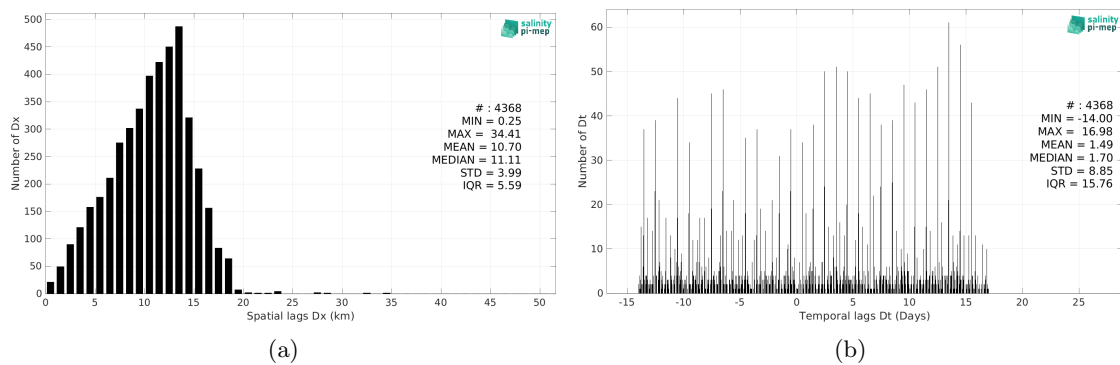 500
450
400
350
300
250
200
150
100
50
0
Number of Dx
0 5 10 15 20 25 30 35 40 45 50
Spatial lags Dx (km)
salinity
pi-mep
# : 4368
MIN = 0.25
MAX = 34.41
MEAN = 10.70
MEDIAN = 11.11
STD = 3.99
IQR = 5.59
(a)
60
50
40
30
20
10
0
Number of Dt
-15 -10 -5 0 5 10 15 20 25
Temporal lags Dt (Days)
salinity
pi-mep
# : 4368
MIN = -14.00
MAX = 16.98
MEAN = 1.49
MEDIAN = 1.70
STD = 8.85
IQR = 15.76
(b)